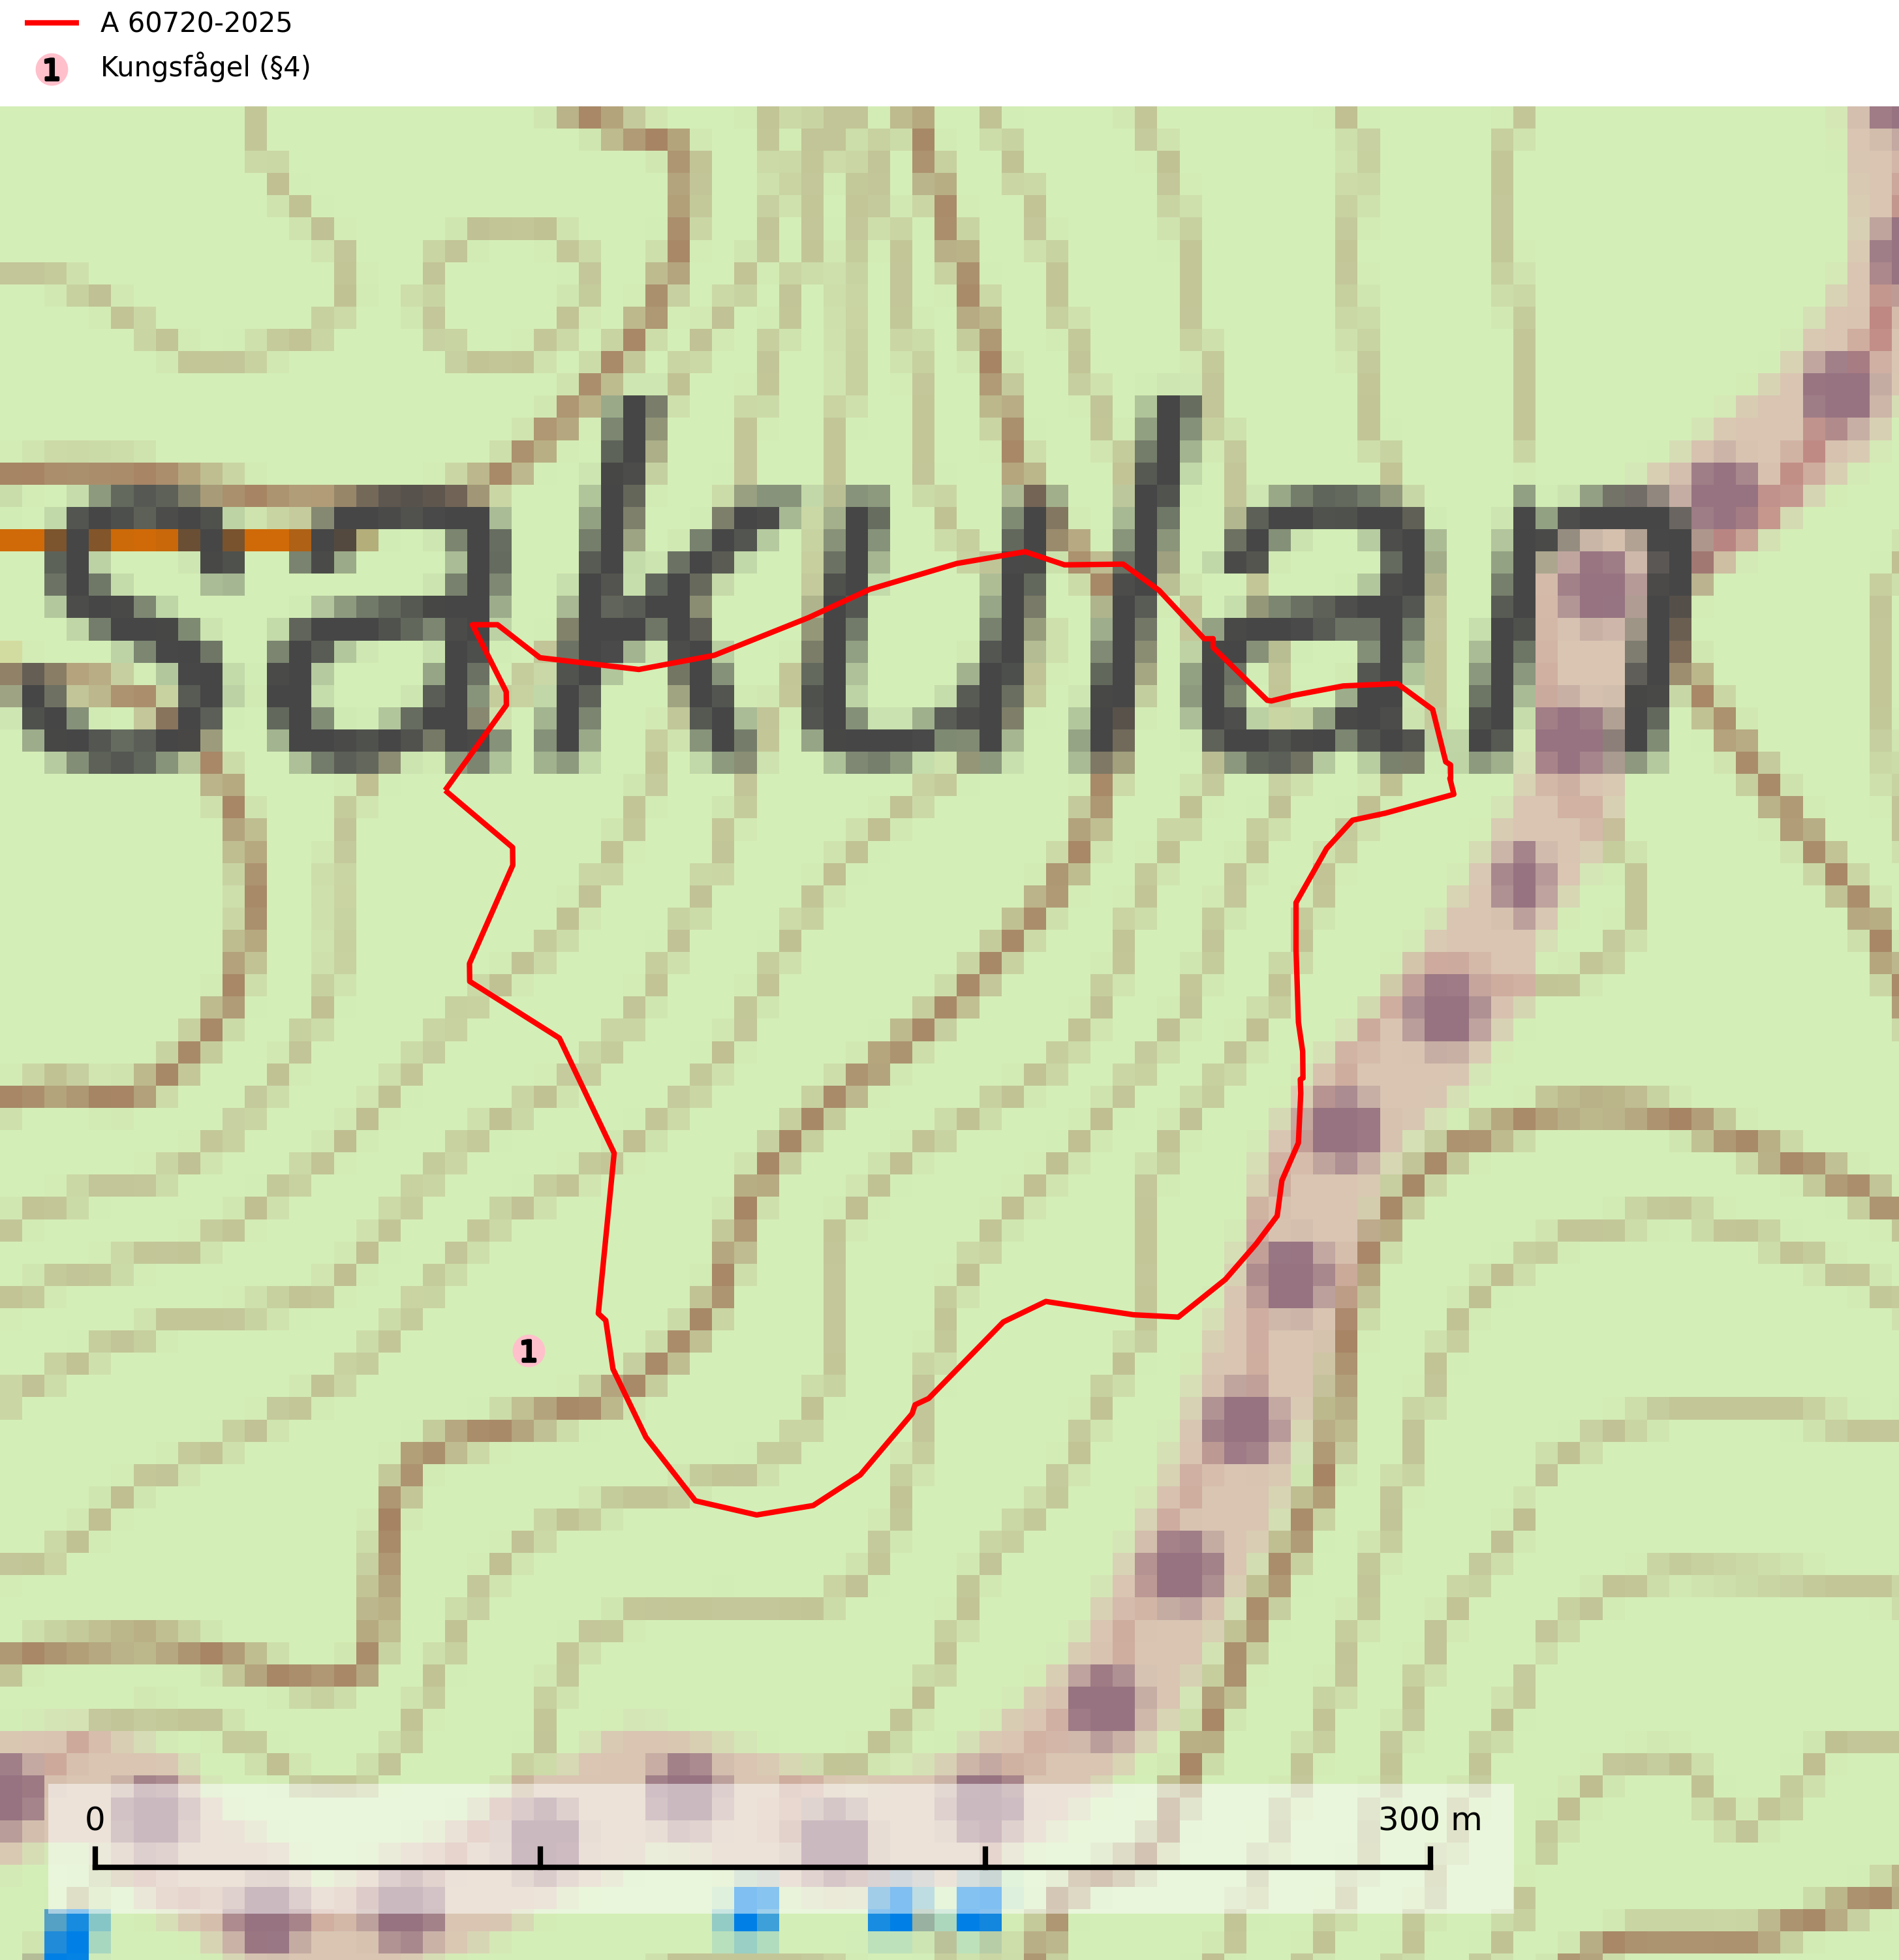 A 60720-2025
1 Kungsfågel (§4)
Sakulan
1
0 300 m